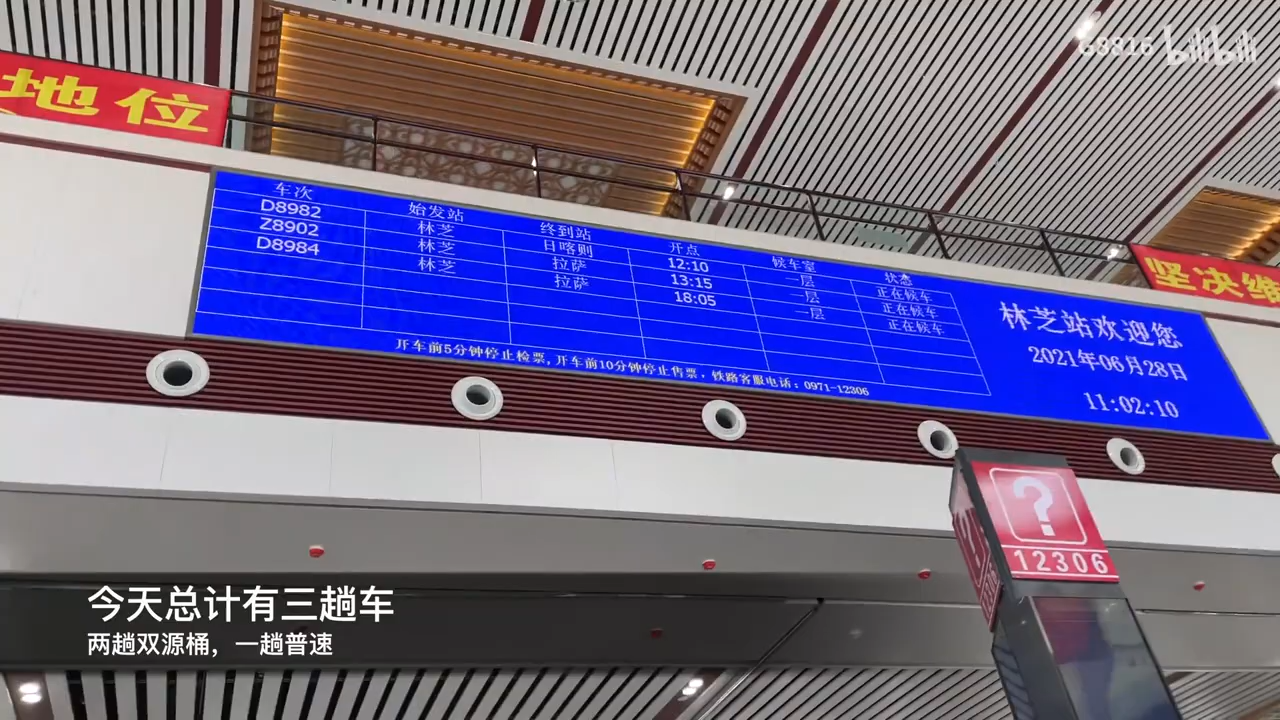 68816 bilibili
地位
坚决维
车次 始发站 终到站 开点 候车室 状态
D8982 林芝 日喀则 12:10 一层 正在候车
Z8902 林芝 拉萨 13:15 一层 正在候车
D8984 林芝 拉萨 18:05 一层 正在候车
开车前5分钟停止检票,开车前10分钟停止售票,铁路客服电话:0971-12306
林芝站欢迎您
2021年06月28日
11:02:10
?
12306
今天总计有三趟车
两趟双源桶，一趟普速